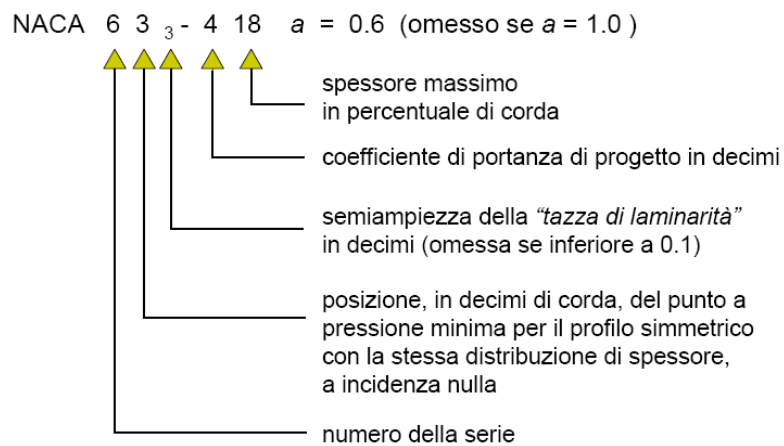 NACA 6 3 3 - 4 18 a = 0.6 (omesso se a = 1.0 )
spessore massimo
in percentuale di corda
coefficiente di portanza di progetto in decimi
semiampiezza della “tazza di laminarità”
in decimi (omessa se inferiore a 0.1)
posizione, in decimi di corda, del punto a
pressione minima per il profilo simmetrico
con la stessa distribuzione di spessore,
a incidenza nulla
numero della serie